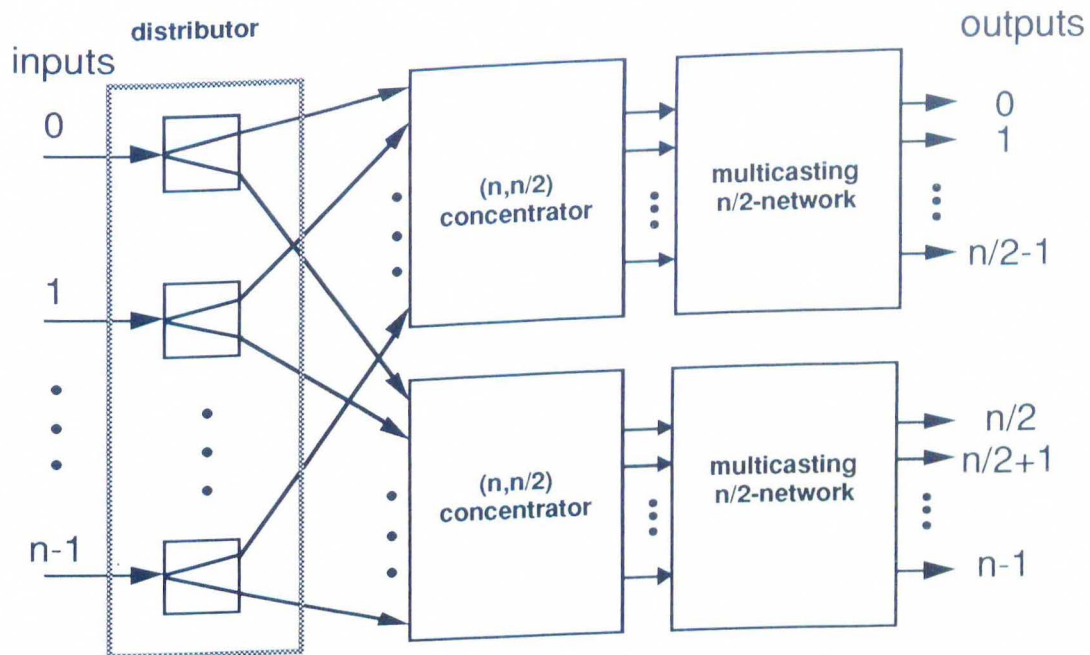 distributor
outputs
inputs
0
1
n-1
(n,n/2)
concentrator
multicasting
n/2-network
0
1
n/2-1
(n,n/2)
concentrator
multicasting
n/2-network
n/2
n/2+1
n-1